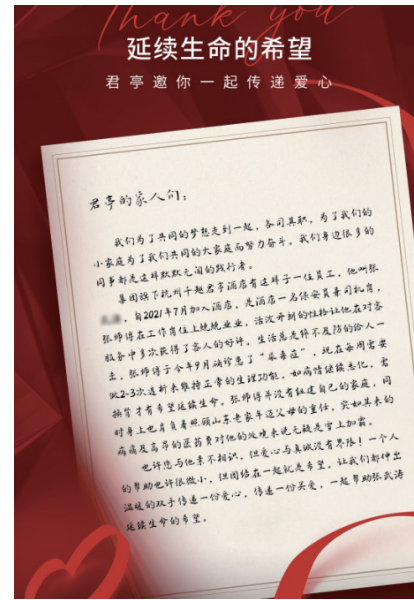 Thank you
延续生命的希望
君亭邀你一起传递爱心
君亭的家人们：
我们为了共同的梦想走到一起，各司其职，为了我们的
小家庭为了我们共同的大家庭而努力奋斗。我们身边很多的
同事都是这样默默无闻的践行者。
集团旗下杭州千越君亭酒店有这样子一位员工，他叫张
，自2021年7月加入酒店，是酒店一名保安员兼司机岗，
张师傅在工作岗位上兢兢业业，活泼开朗的性格让他在对客
服务中多次获得了客人的好评。生活总是猝不及防的给人一
击，张师傅于今年9月确诊患了“尿毒症”，现在每周需要
做2-3次透析来维持正常的生理功能。如病情继续恶化，需
换肾才有希望延续生命。张师傅并没有组建自己的家庭，同
时身上也肩负着照顾山东老家年迈父母的重任，突如其来的
病痛及高昂的医药费对他的处境来说无疑是雪上加霜。
也许您与他素不相识，但爱心与真诚没有界限！一个人
的帮助也许很微小，但团结在一起就是希望。让我们都伸出
温暖的双手传递一份爱心，传递一份关爱，一起帮助张武涛
延续生命的希望。